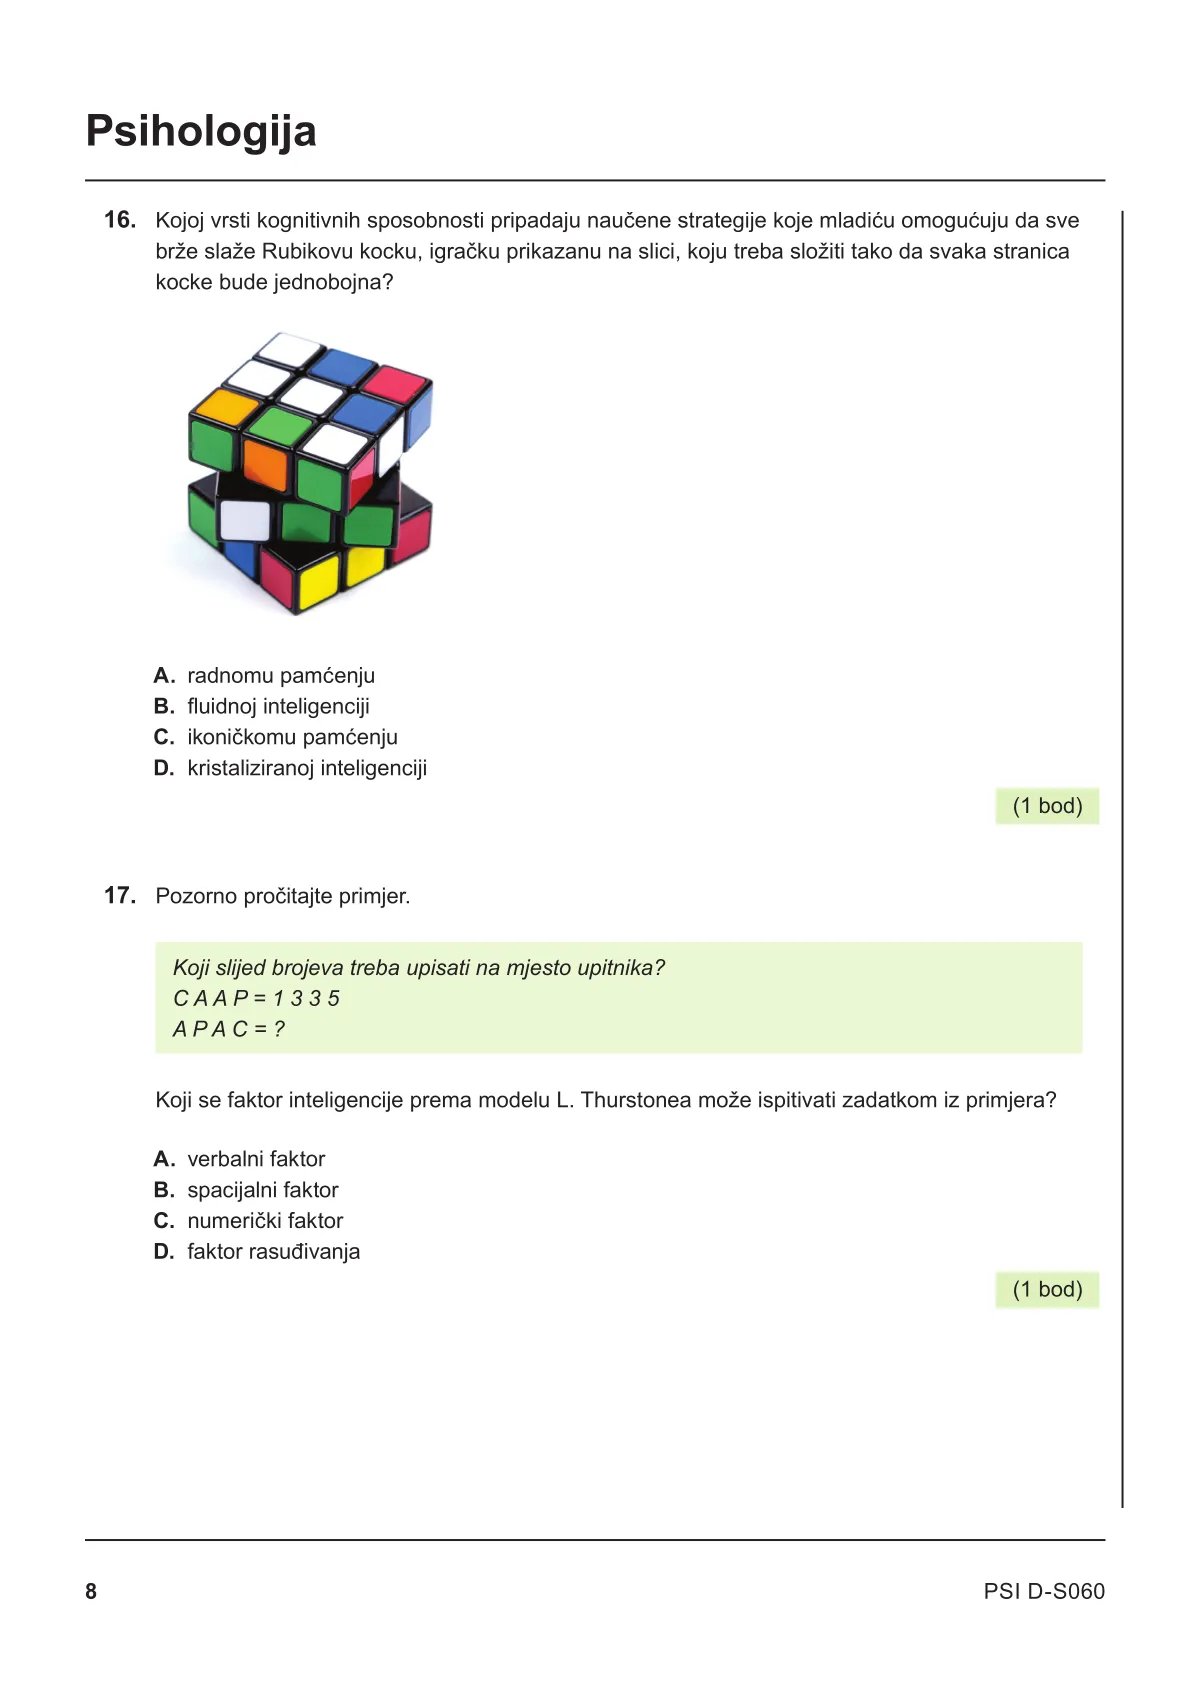 Psihologija
16. Kojoj vrsti kognitivnih sposobnosti pripadaju naučene strategije koje mladiću omogućuju da sve
brže slaže Rubikovu kocku, igračku prikazanu na slici, koju treba složiti tako da svaka stranica
kocke bude jednobojna?
A. radnomu pamćenju
B. fluidnoj inteligenciji
C. ikoničkomu pamćenju
D. kristaliziranoj inteligenciji
(1 bod)
17. Pozorno pročitajte primjer.
Koji slijed brojeva treba upisati na mjesto upitnika?
C A A P = 1 3 3 5
A P A C = ?
Koji se faktor inteligencije prema modelu L. Thurstonea može ispitivati zadatkom iz primjera?
A. verbalni faktor
B. spacijalni faktor
C. numerički faktor
D. faktor rasuđivanja
(1 bod)
8
PSI D-S060